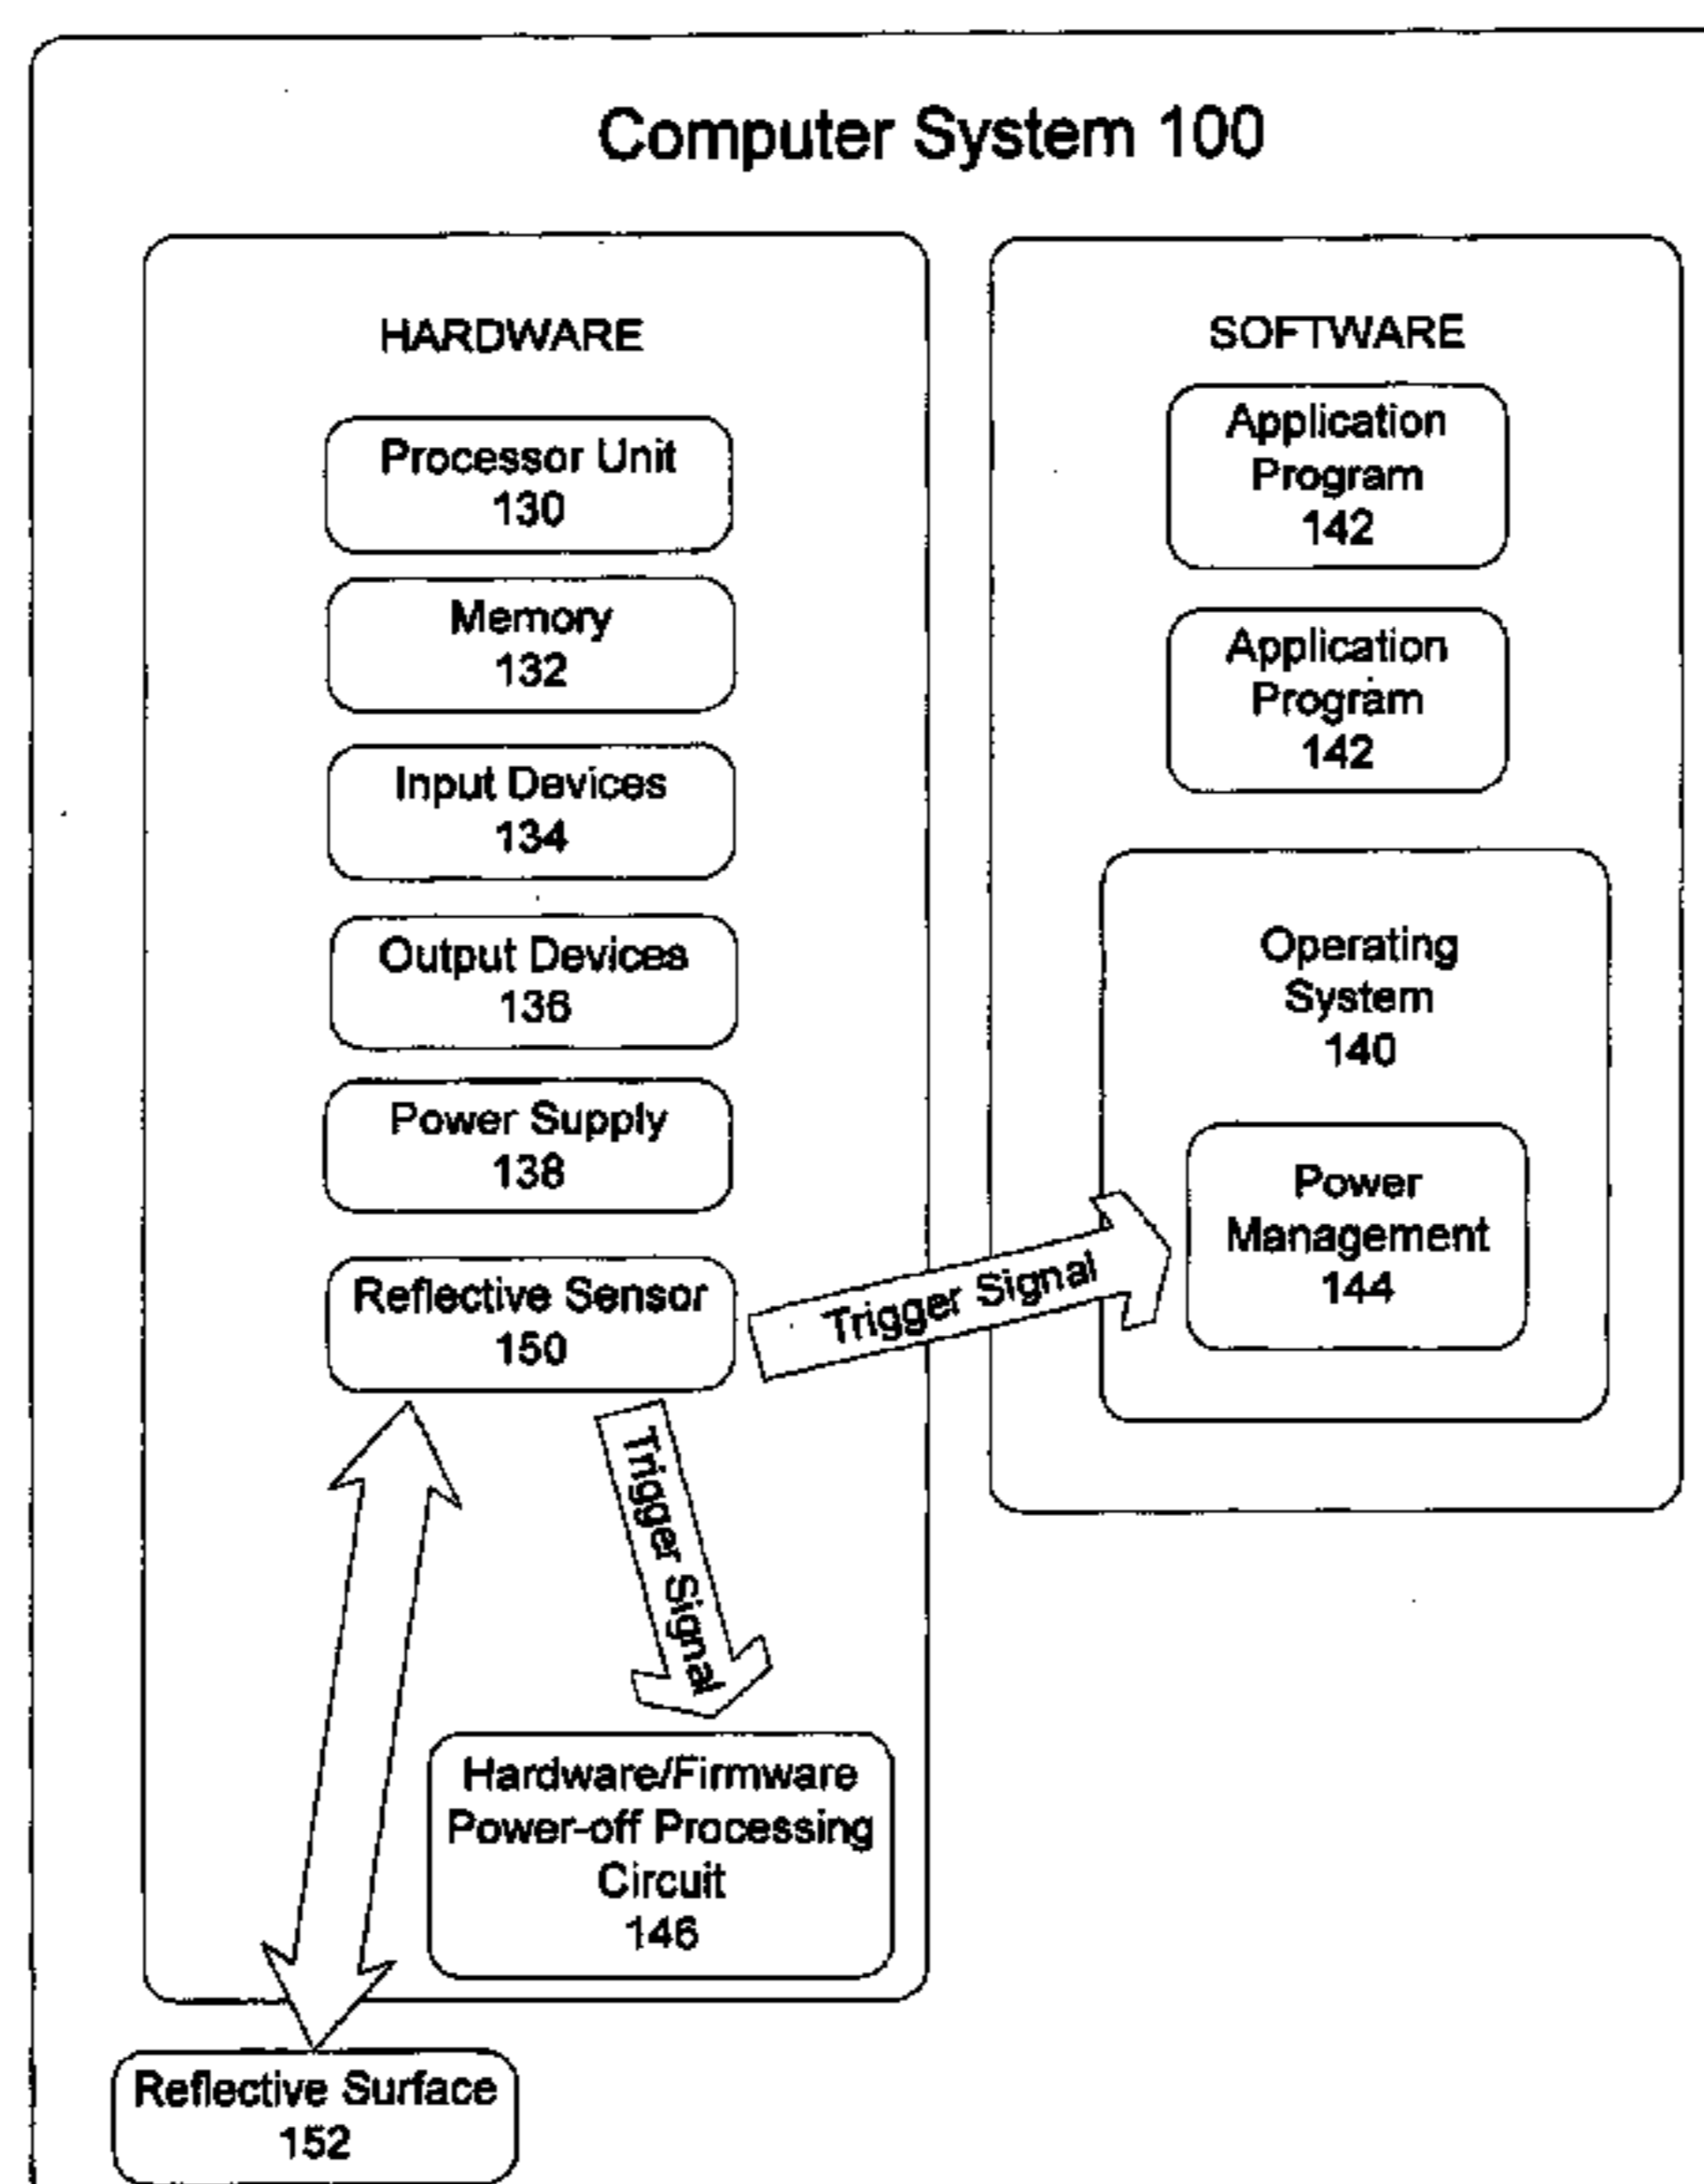 Computer System 100
HARDWARE
Processor Unit
130
Memory
132
Input Devices
134
Output Devices
136
Power Supply
138
Reflective Sensor
150
Trigger Signal
Trigger Signal
Hardware/Firmware
Power-off Processing
Circuit
146
Reflective Surface
152
SOFTWARE
Application
Program
142
Application
Program
142
Operating
System
140
Power
Management
144